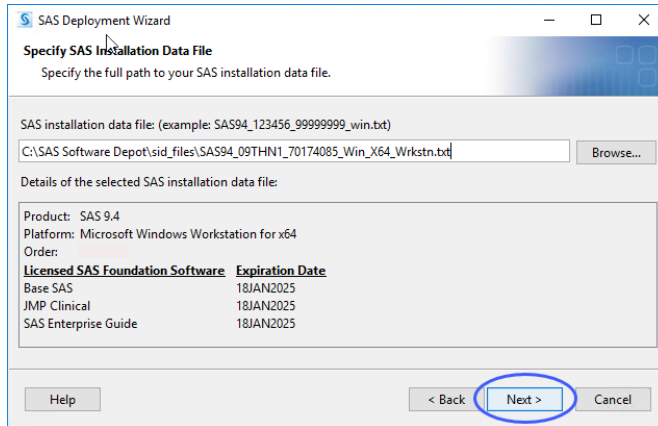 SAS Deployment Wizard
Specify SAS Installation Data File
Specify the full path to your SAS installation data file.
SAS installation data file: (example: SAS94_123456_99999999_win.txt)
C:\SAS Software Depot\sid_files\SAS94_09THN1_70174085_Win_X64_Wrkstn.txt
Browse...
Details of the selected SAS installation data file:
Product: SAS 9.4
Platform: Microsoft Windows Workstation for x64
Order:
Licensed SAS Foundation Software Expiration Date
Base SAS 18JAN2025
JMP Clinical 18JAN2025
SAS Enterprise Guide 18JAN2025
Help < Back Next > Cancel